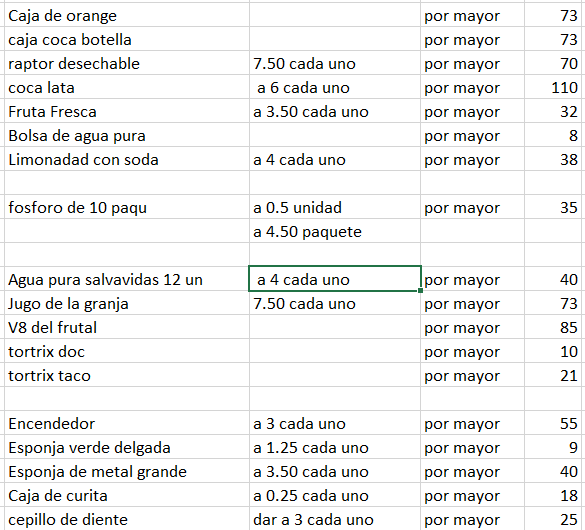 Caja de orange por mayor 73
caja coca botella por mayor 73
raptor desechable 7.50 cada uno por mayor 70
coca lata a 6 cada uno por mayor 110
Fruta Fresca a 3.50 cada uno por mayor 32
Bolsa de agua pura por mayor 8
Limonadad con soda a 4 cada uno por mayor 38
fosforo de 10 paqu a 0.5 unidad por mayor 35
a 4.50 paquete
Agua pura salvavidas 12 un a 4 cada uno por mayor 40
Jugo de la granja 7.50 cada uno por mayor 73
V8 del frutal por mayor 85
tortrix doc por mayor 10
tortrix taco por mayor 21
Encendedor a 3 cada uno por mayor 55
Esponja verde delgada a 1.25 cada uno por mayor 9
Esponja de metal grande a 3.50 cada uno por mayor 40
Caja de curita a 0.25 cada uno por mayor 18
cepillo de diente dar a 3 cada uno por mayor 25